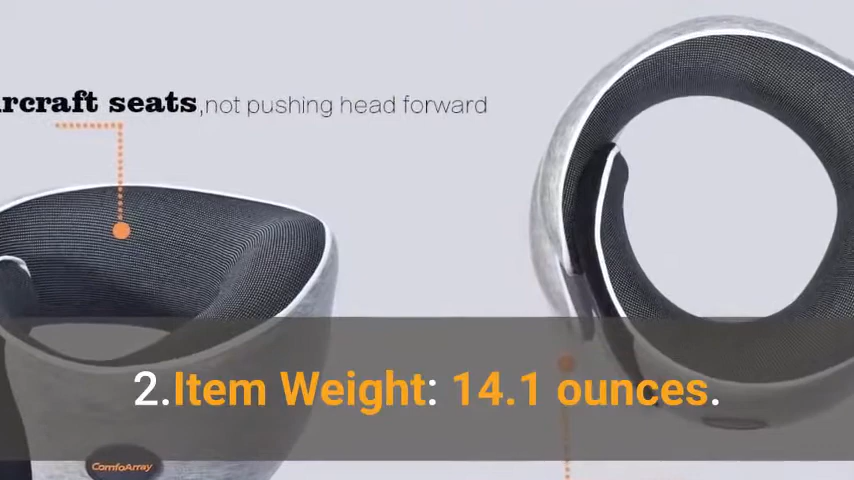 rcraft seats,not pushing head forward
2.Item Weight: 14.1 ounces.
ComfoArray